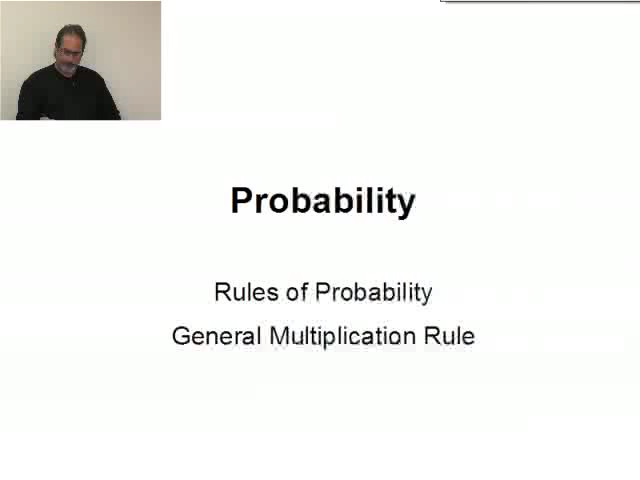 Probability
Rules of Probability
General Multiplication Rule